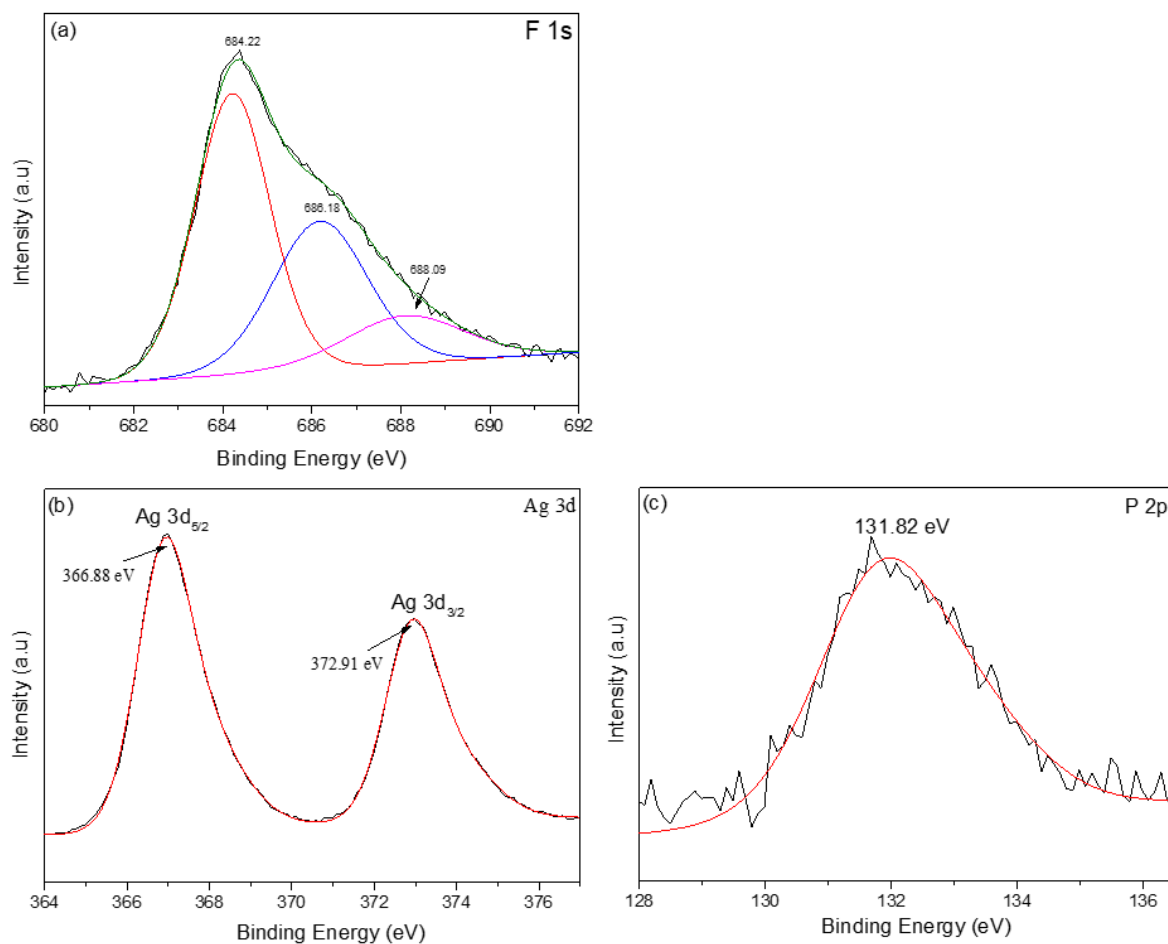 (a)
F 1s
684.22
686.18
688.09
Intensity (a.u)
680 682 684 686 688 690 692
Binding Energy (eV)
(b)
Ag 3d
Ag 3d5/2
366.88 eV
Ag 3d3/2
372.91 eV
Intensity (a.u)
364 366 368 370 372 374 376
Binding Energy (eV)
(c)
P 2p
131.82 eV
Intensity (a.u)
128 130 132 134 136
Binding Energy (eV)